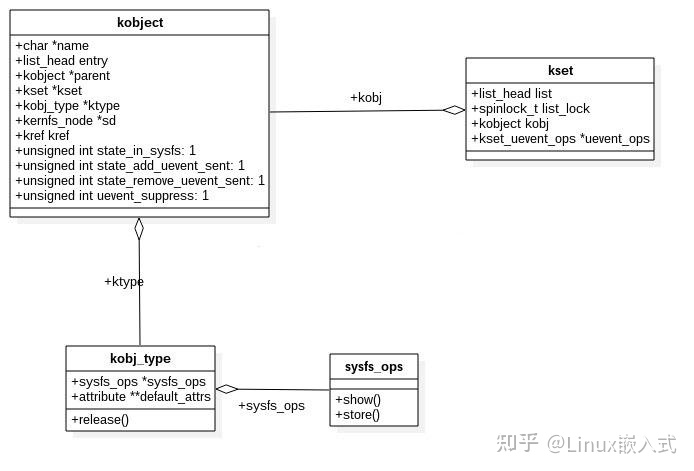 kobject
+char *name
+list_head entry
+kobject *parent
+kset *kset
+kobj_type *ktype
+kernfs_node *sd
+kref kref
+unsigned int state_in_sysfs: 1
+unsigned int state_add_uevent_sent: 1
+unsigned int state_remove_uevent_sent: 1
+unsigned int uevent_suppress: 1
+kobj
kset
+list_head list
+spinlock_t list_lock
+kobject kobj
+kset_uevent_ops *uevent_ops
+ktype
kobj_type
+sysfs_ops *sysfs_ops
+attribute **default_attrs
+release()
+sysfs_ops
sysfs_ops
+show()
+store()
知乎 @Linux嵌入式